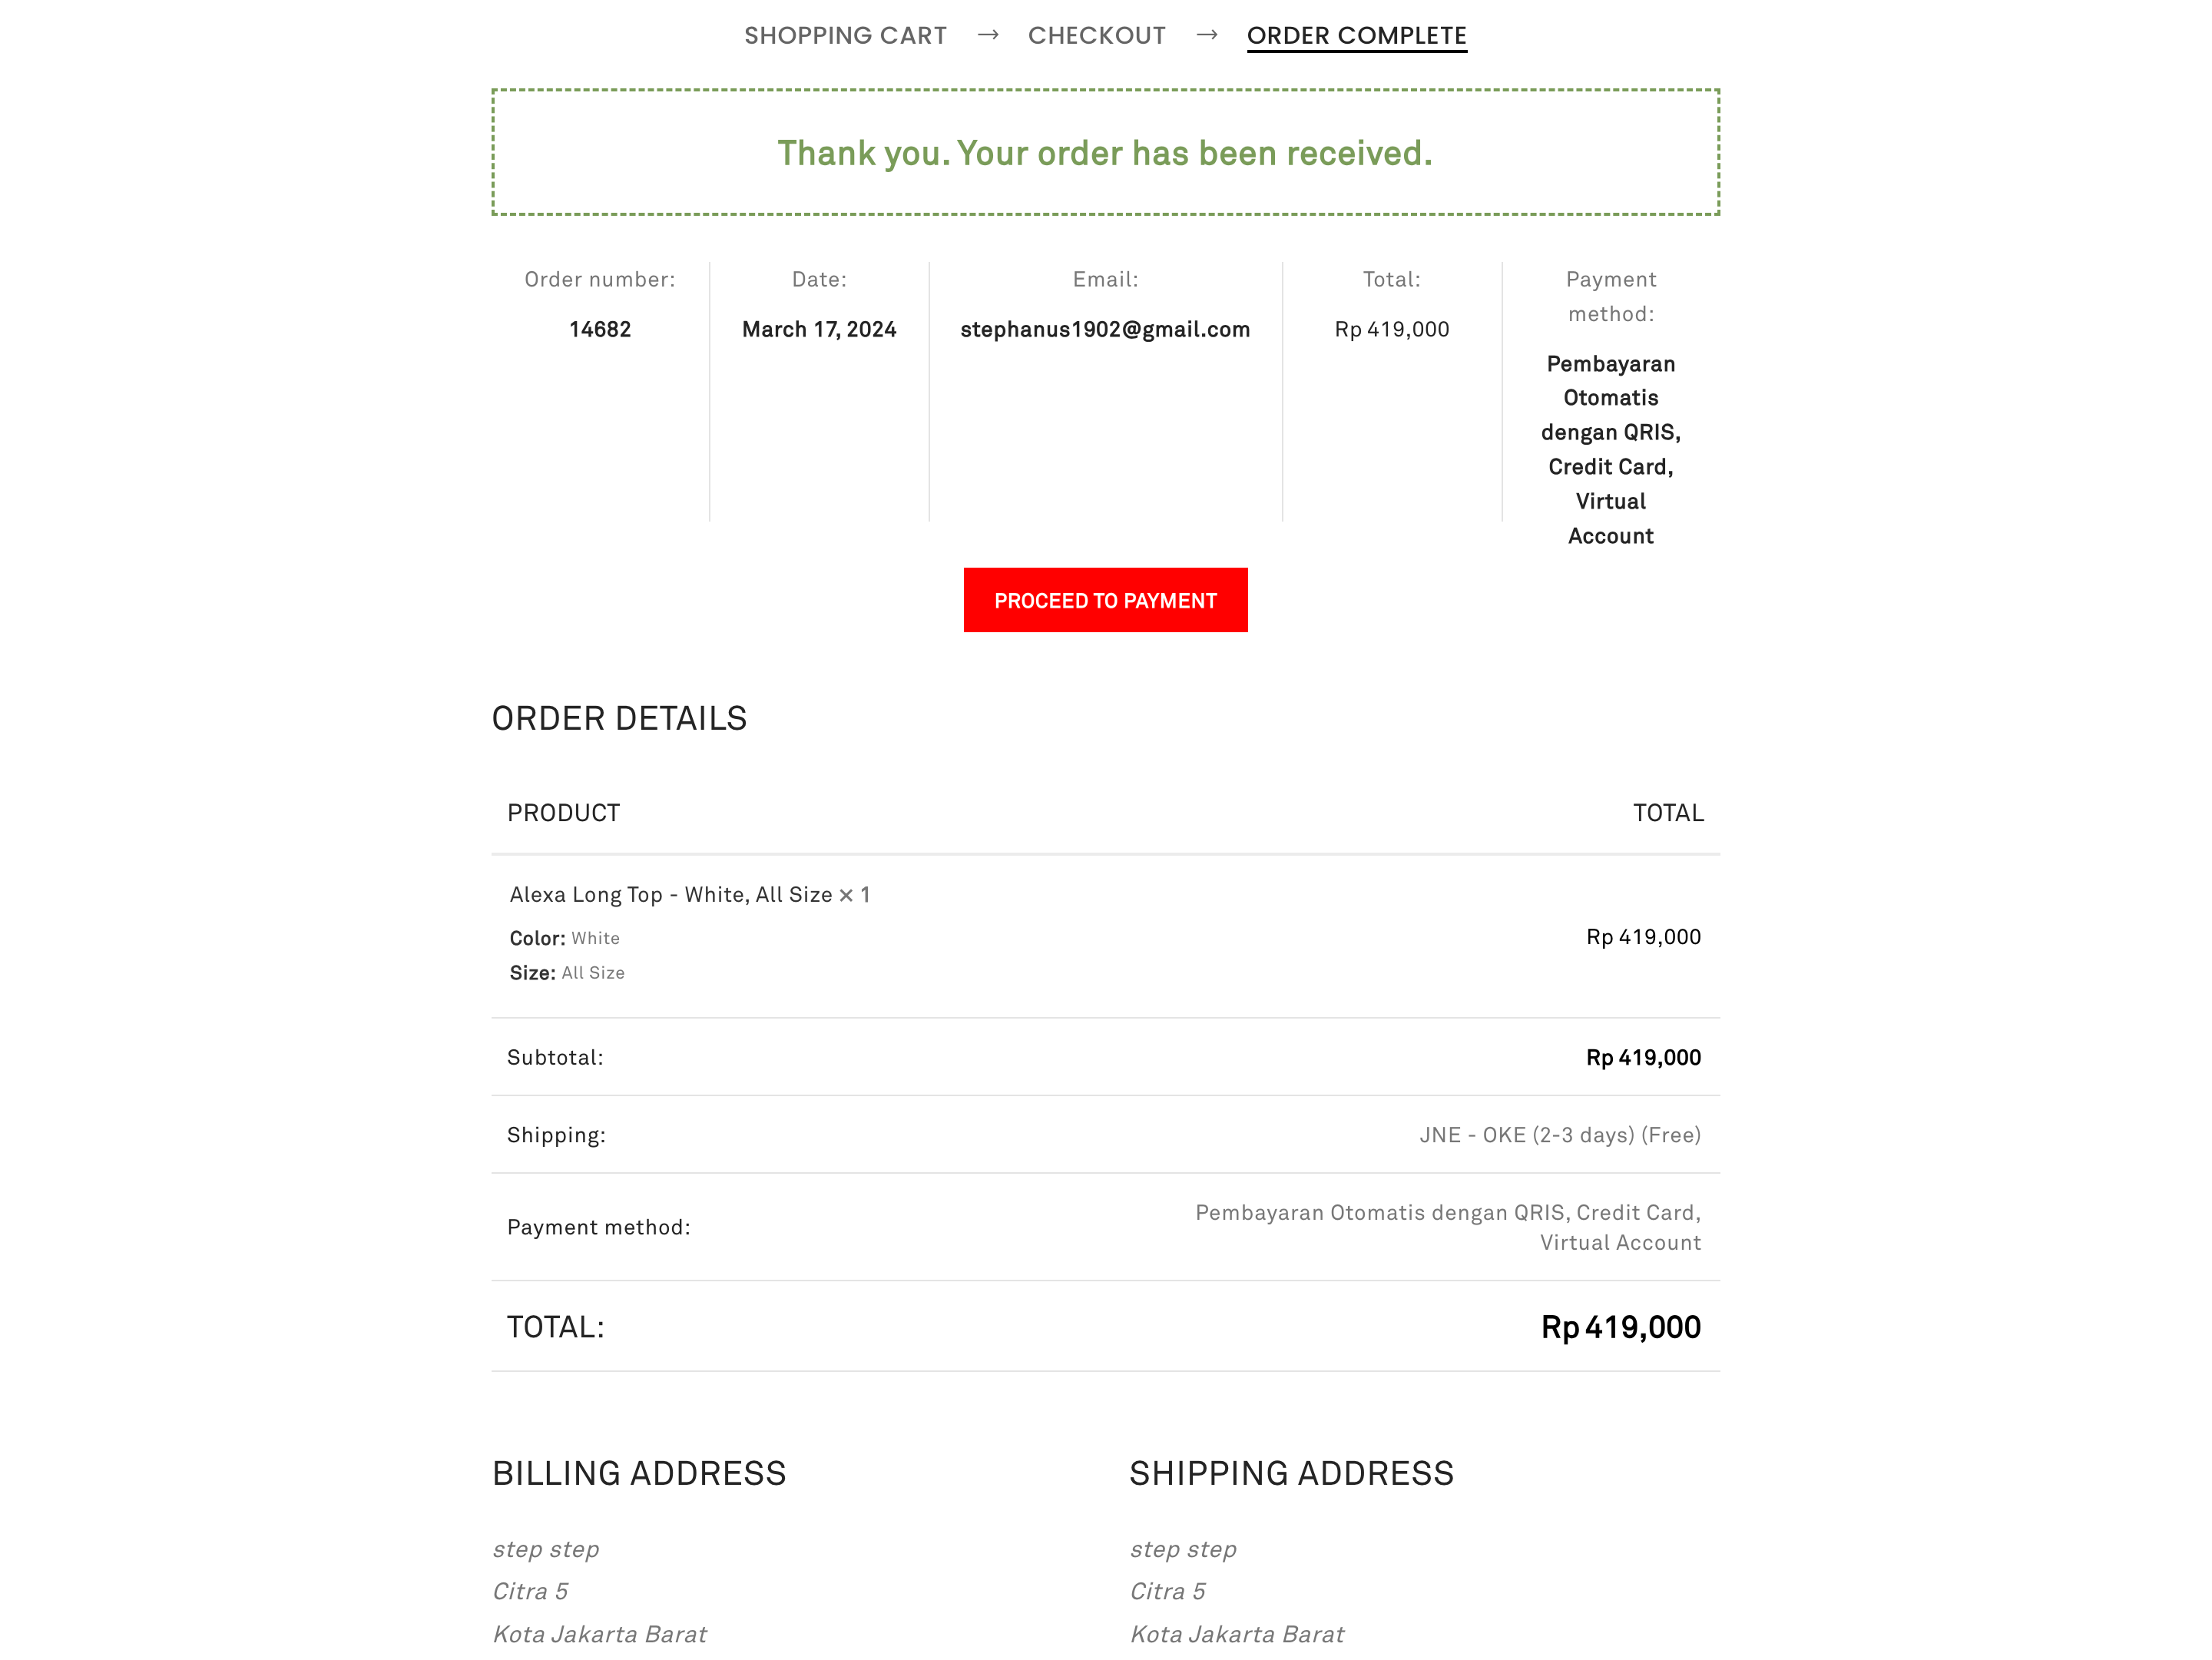 SHOPPING CART → CHECKOUT → ORDER COMPLETE
Thank you. Your order has been received.
Order number:
14682
Date:
March 17, 2024
Email:
stephanus1902@gmail.com
Total:
Rp 419,000
Payment
method:
Pembayaran
Otomatis
dengan QRIS,
Credit Card,
Virtual
Account
PROCEED TO PAYMENT
ORDER DETAILS
PRODUCT TOTAL
Alexa Long Top - White, All Size × 1
Color: White
Size: All Size
Rp 419,000
Subtotal: Rp 419,000
Shipping: JNE - OKE (2-3 days) (Free)
Payment method: Pembayaran Otomatis dengan QRIS, Credit Card,
Virtual Account
TOTAL: Rp 419,000
BILLING ADDRESS
step step
Citra 5
Kota Jakarta Barat
SHIPPING ADDRESS
step step
Citra 5
Kota Jakarta Barat